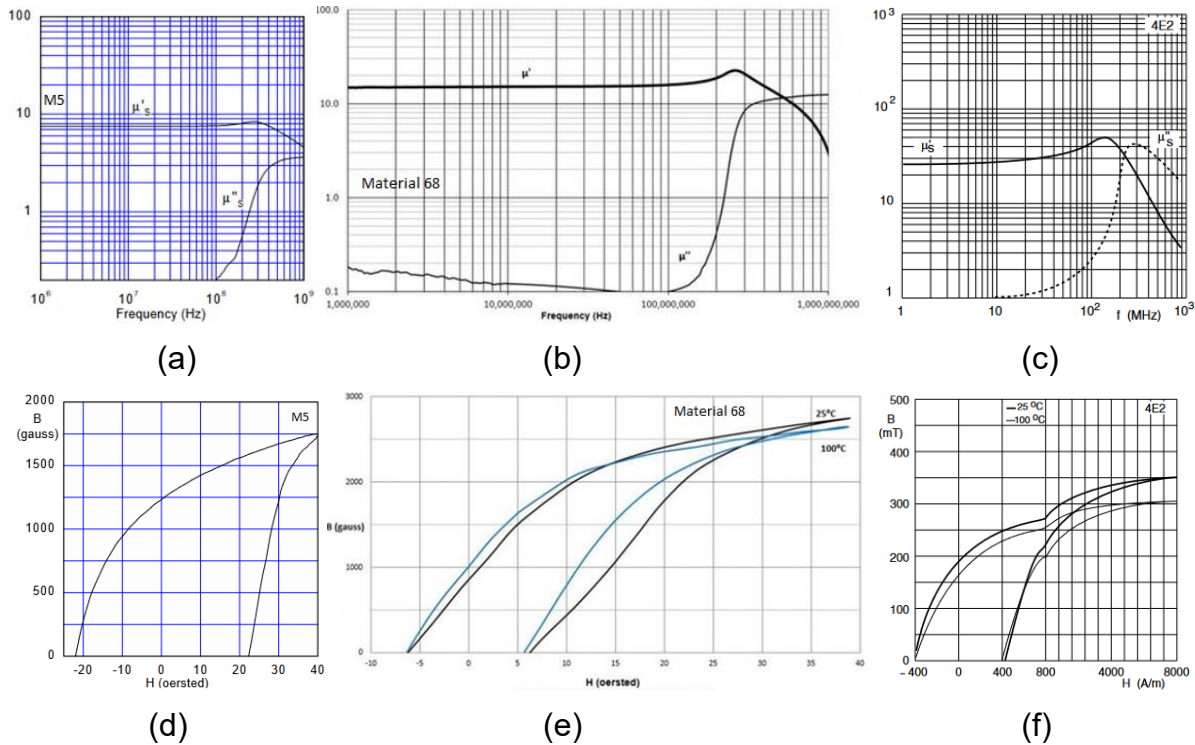 100
M5
μ's
10
μ"s
1
10⁶ 10⁷ 10⁸ 10⁹
Frequency (Hz)
(a)
100.0
μ'
10.0
Material 68
1.0
μ"
0.1
1,000,000 10,000,000 100,000,000 1,000,000,000
Frequency (Hz)
(b)
10³
4E2
10²
μ's
μ"s
10
1
1 10 10² 10³
f (MHz)
(c)
2000
B
(gauss)
M5
1500
1000
500
0
-20 -10 0 10 20 30 40
H (oersted)
(d)
3000
Material 68
25°C
100°C
2000
B (gauss)
1000
0
-10 -5 0 5 10 15 20 25 30 35 40
H (oersted)
(e)
500
B
(mT)
25 °C
100 °C
4E2
400
300
200
100
0
-400 0 400 800 4000 8000
H (A/m)
(f)